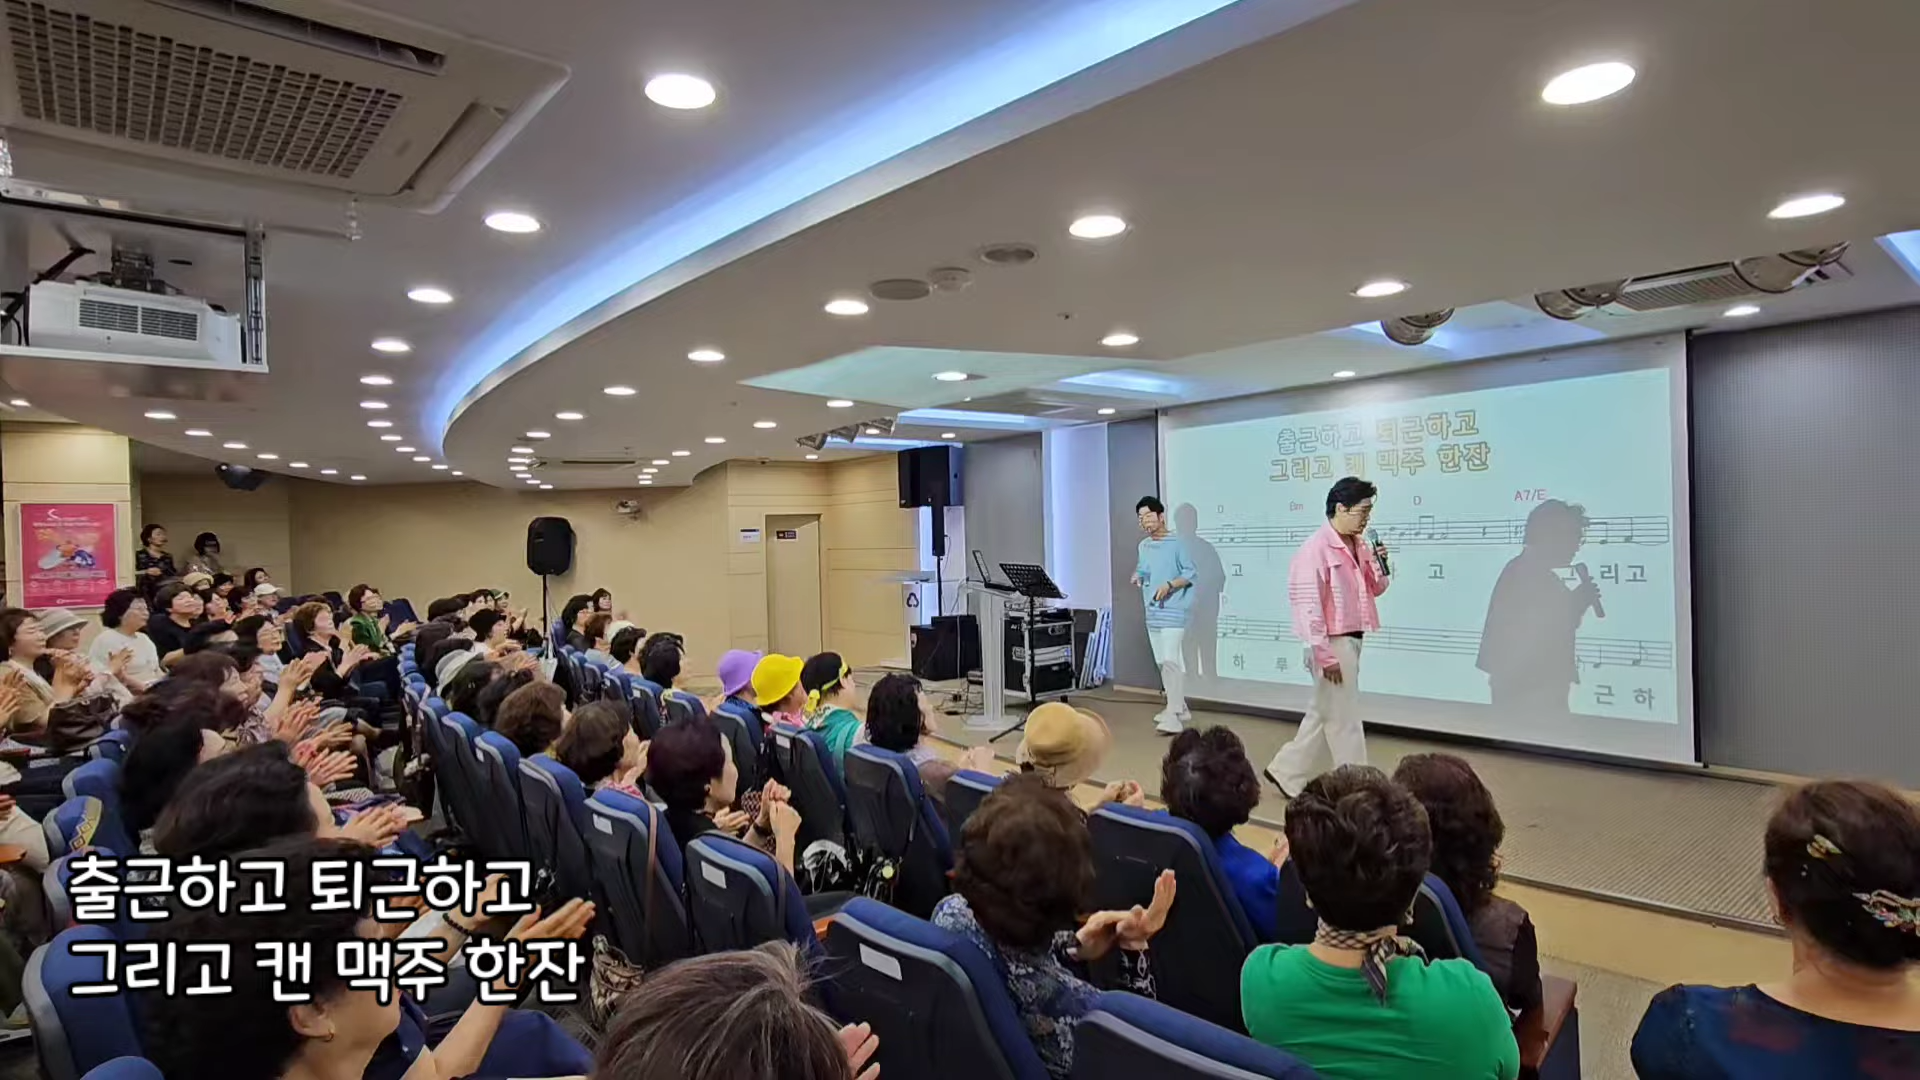 출근하고 퇴근하고
그리고 캔 맥주 한잔
D Bm D A7/E
고 고 그리고
하 루 근 하
출근하고 퇴근하고
그리고 캔 맥주 한잔